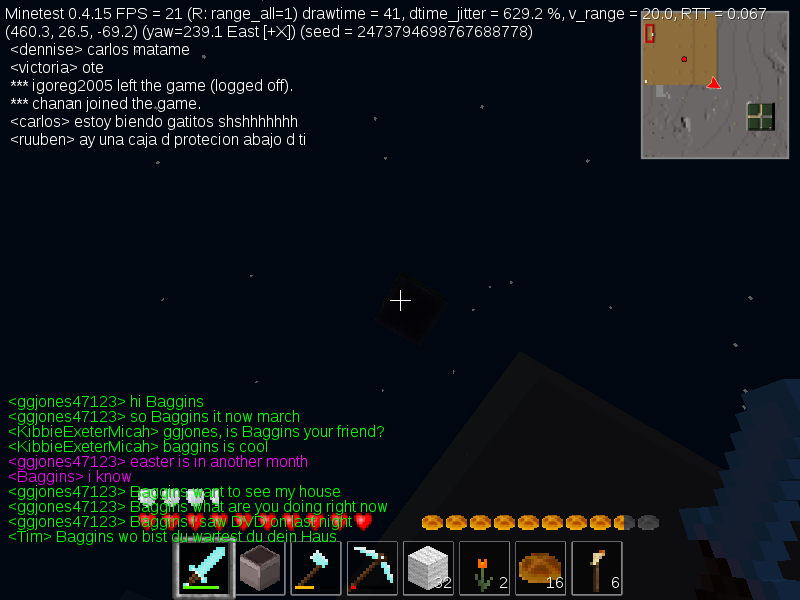 Minetest 0.4.15 FPS = 21 (R: range_all=1) drawtime = 41, dtime_jitter = 629.2 %, v_range = 20.0, RTT = 0.067
(460.3, 26.5, -69.2) (yaw=239.1 East [+X]) (seed = 2473794698767688778)
<dennise> carlos matame
<victoria> ote
*** igoreg2005 left the game (logged off).
*** chanan joined the game.
<carlos> estoy biendo gatitos shshhhhhhh
<ruuben> ay una caja d protecion abajo d ti
<ggjones47123> hi Baggins
<ggjones47123> so Baggins it now march
<KibbieExeterMicah> ggjones, is Baggins your friend?
<KibbieExeterMicah> baggins is cool
<ggjones47123> easter is in another month
<Baggins> i know
<ggjones47123> Baggins want to see my house
<ggjones47123> Baggins what are you doing right now
<ggjones47123> Baggins i saw DVD on last night
<Tim> Baggins wo bist du wartest du dein Haus
32
2
16
6